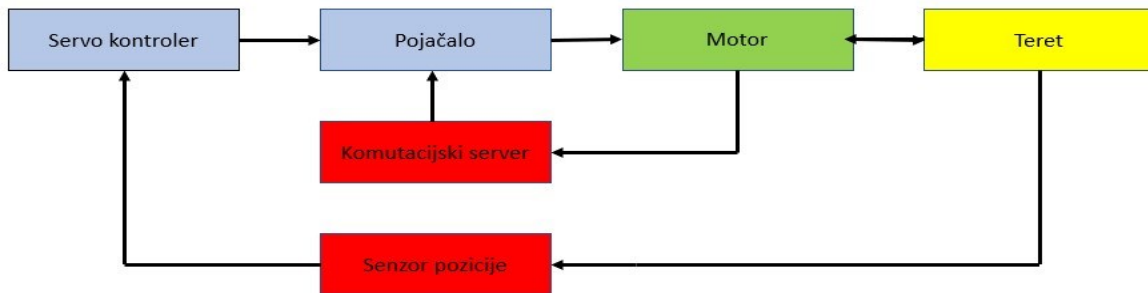 Servo kontroler
Pojačalo
Motor
Teret
Komutacijski server
Senzor pozicije